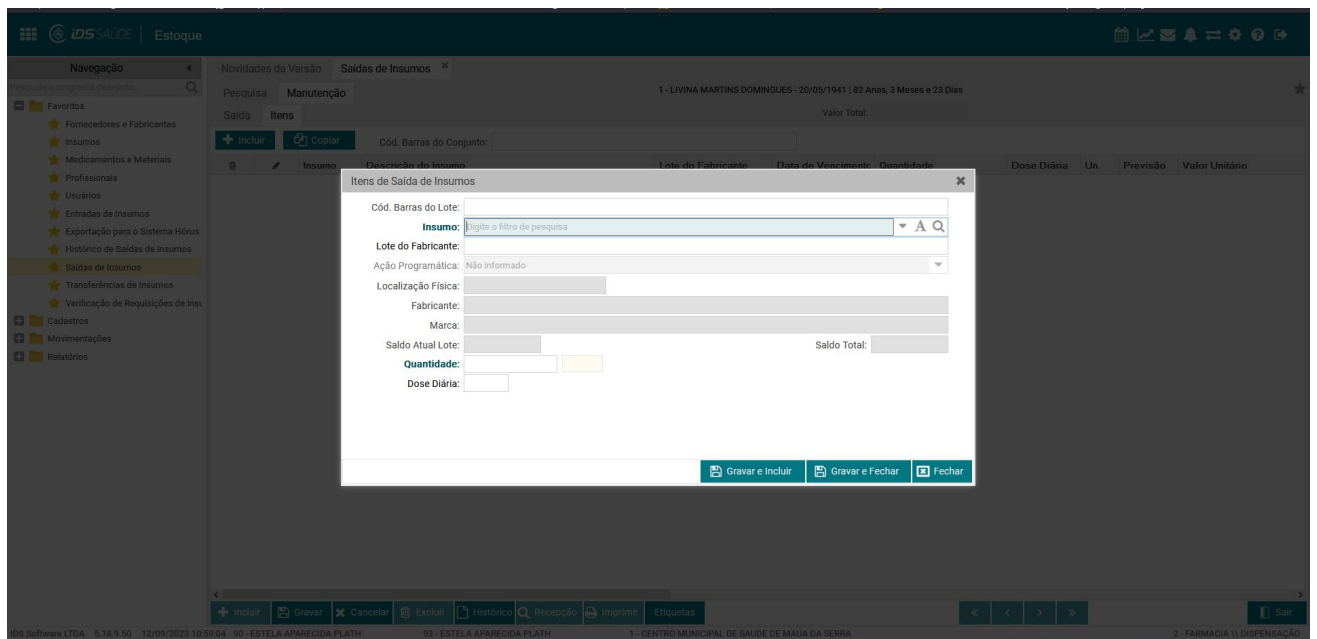 iDS SAÚDE | Estoque
Navegação
Novidades da Versão Saídas de Insumos
Pesquise o programa desejado...
Pesquisa Manutenção 1 - LIVINA MARTINS DOMINGUES - 20/05/1941 | 82 Anos, 3 Meses e 23 Dias
Favoritos
Saída Itens Valor Total:
Fornecedores e Fabricantes
Insumos
Incluir Copiar Cód. Barras do Conjunto:
Medicamentos e Materiais
Insumo Descrição do Insumo Lote do Fabricante Data de Vencimento Quantidade Dose Diária Un. Previsão Valor Unitário
Profissionais
Usuários
Entradas de Insumos
Exportação para o Sistema Hórus
Histórico de Saídas de Insumos
Saídas de Insumos
Transferências de Insumos
Verificação de Requisições de Insu
Cadastros
Movimentações
Relatórios
Itens de Saída de Insumos
Cód. Barras do Lote:
Insumo: Digite o filtro de pesquisa
Lote do Fabricante:
Ação Programática: Não informado
Localização Física:
Fabricante:
Marca:
Saldo Atual Lote: Saldo Total:
Quantidade:
Dose Diária:
Gravar e Incluir Gravar e Fechar Fechar
Incluir Gravar Cancelar Excluir Histórico Recepção Imprimir Etiquetas Sair
IDS Software LTDA 5.18.9.50 12/09/2023 10:59:04 90 - ESTELA APARECIDA PLATH 93 - ESTELA APARECIDA PLATH 1 - CENTRO MUNICIPAL DE SAUDE DE MAUA DA SERRA 2 - FARMACIA \\ DISPENSAÇÃO